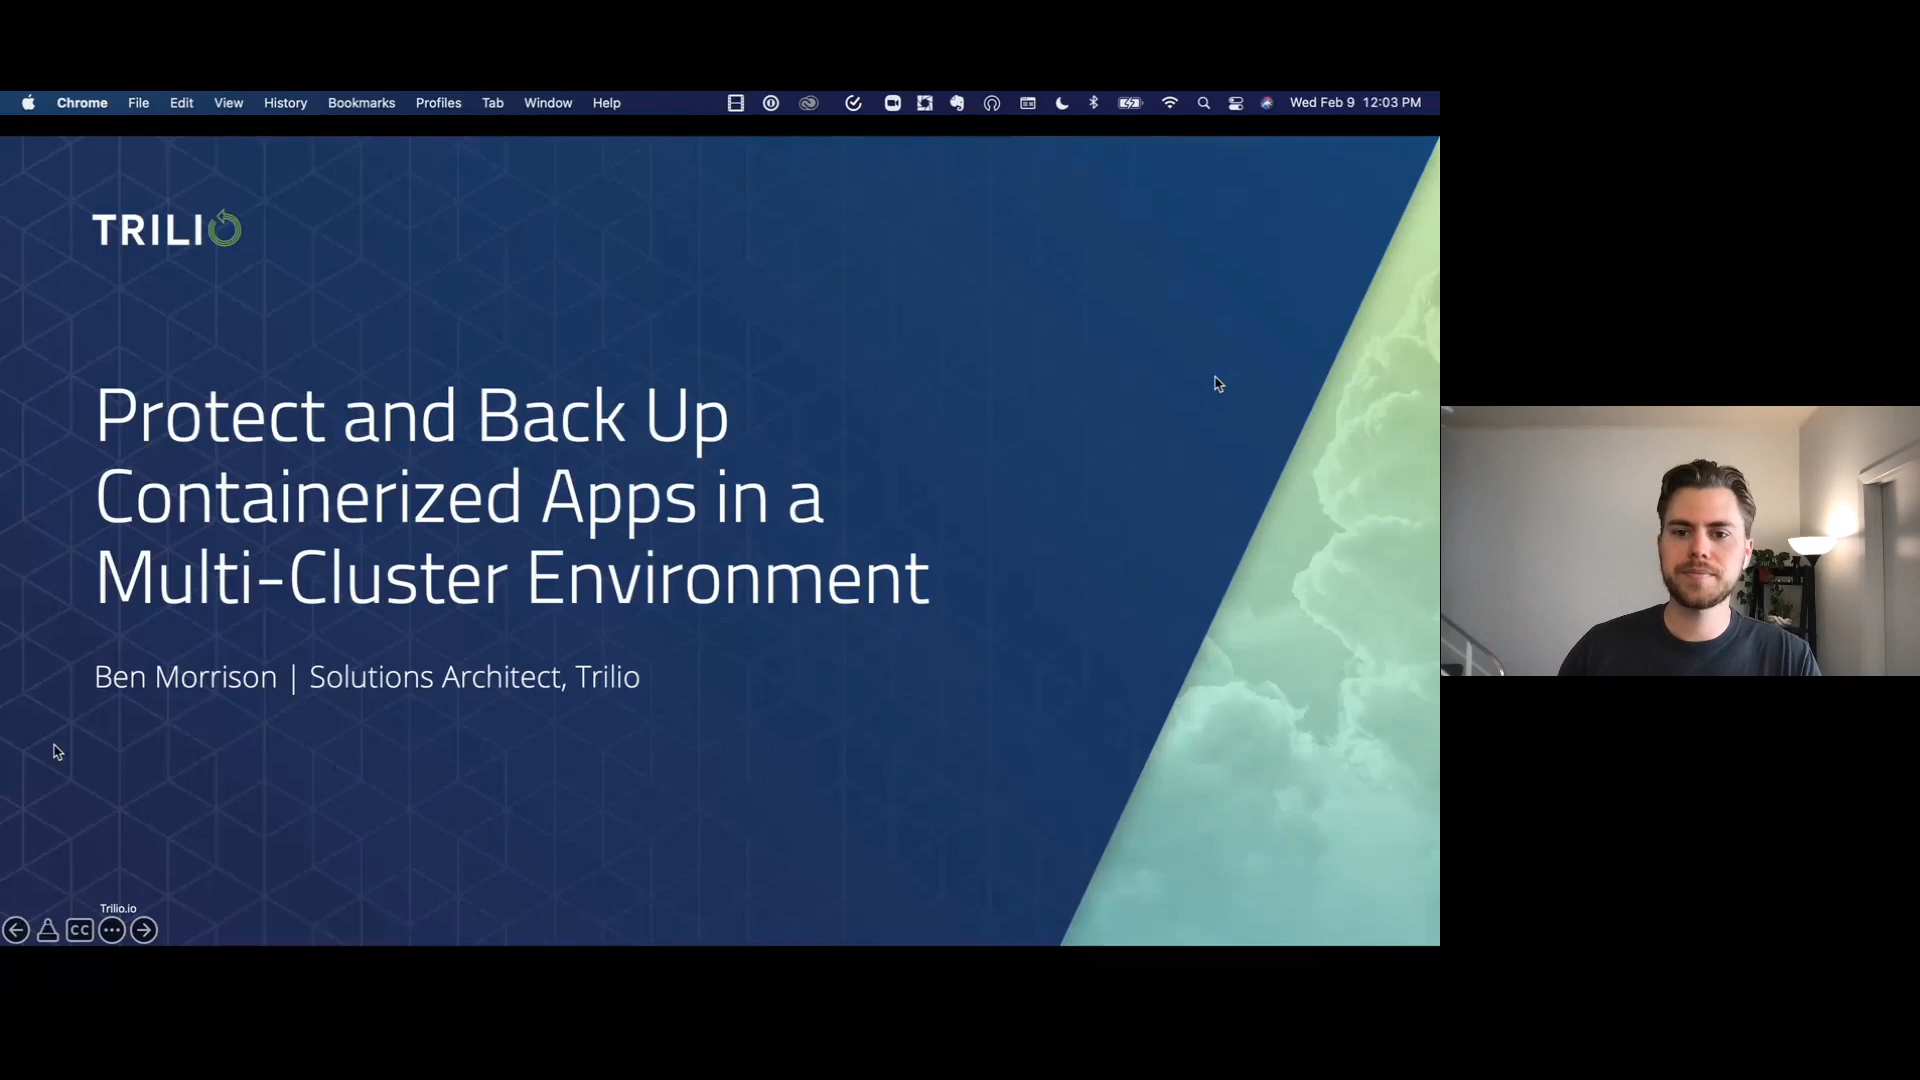 Chrome File Edit View History Bookmarks Profiles Tab Window Help Wed Feb 9 12:03 PM
TRILIO
Protect and Back Up
Containerized Apps in a
Multi-Cluster Environment
Ben Morrison | Solutions Architect, Trilio
Trilio.io
CC